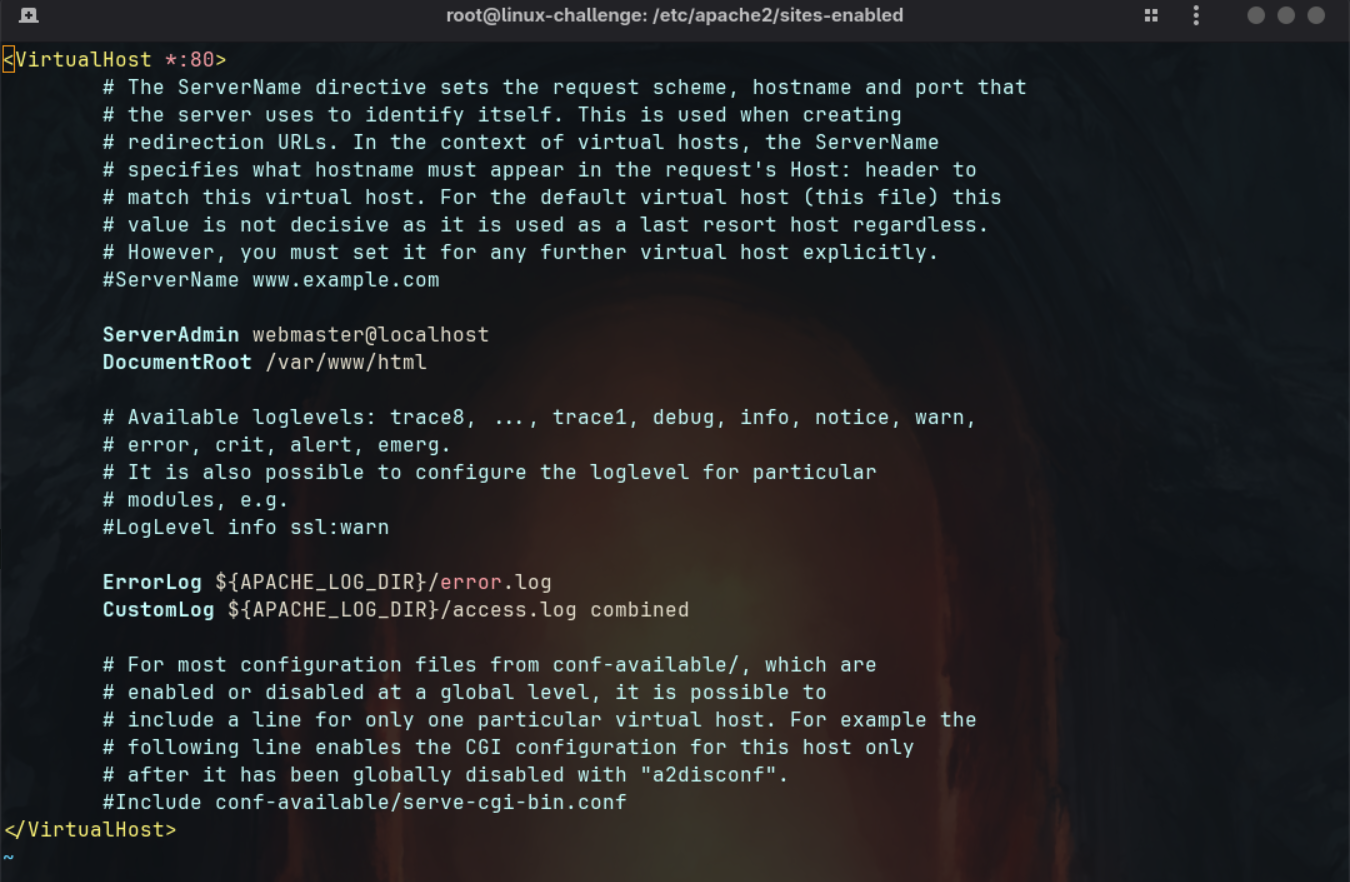 root@linux-challenge: /etc/apache2/sites-enabled
<VirtualHost *:80>
        # The ServerName directive sets the request scheme, hostname and port that
        # the server uses to identify itself. This is used when creating
        # redirection URLs. In the context of virtual hosts, the ServerName
        # specifies what hostname must appear in the request's Host: header to
        # match this virtual host. For the default virtual host (this file) this
        # value is not decisive as it is used as a last resort host regardless.
        # However, you must set it for any further virtual host explicitly.
        #ServerName www.example.com

        ServerAdmin webmaster@localhost
        DocumentRoot /var/www/html

        # Available loglevels: trace8, ..., trace1, debug, info, notice, warn,
        # error, crit, alert, emerg.
        # It is also possible to configure the loglevel for particular
        # modules, e.g.
        #LogLevel info ssl:warn

        ErrorLog ${APACHE_LOG_DIR}/error.log
        CustomLog ${APACHE_LOG_DIR}/access.log combined

        # For most configuration files from conf-available/, which are
        # enabled or disabled at a global level, it is possible to
        # include a line for only one particular virtual host. For example the
        # following line enables the CGI configuration for this host only
        # after it has been globally disabled with "a2disconf".
        #Include conf-available/serve-cgi-bin.conf
</VirtualHost>
~